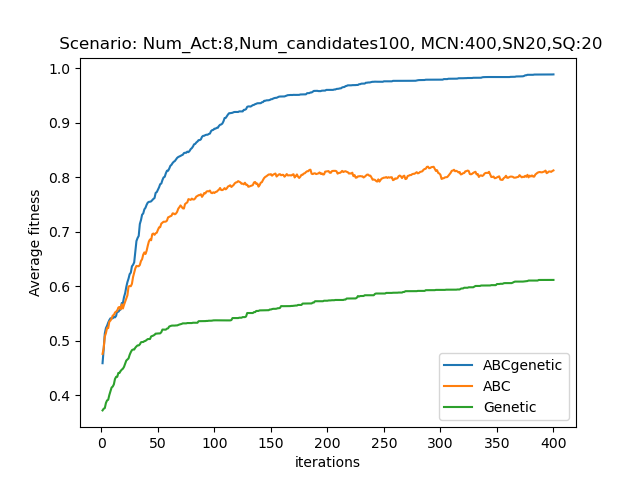 Scenario: Num_Act:8,Num_candidates100, MCN:400,SN20,SQ:20
1.0
0.9
0.8
0.7
0.6
0.5
0.4
Average fitness
ABCgenetic
ABC
Genetic
0 50 100 150 200 250 300 350 400
iterations